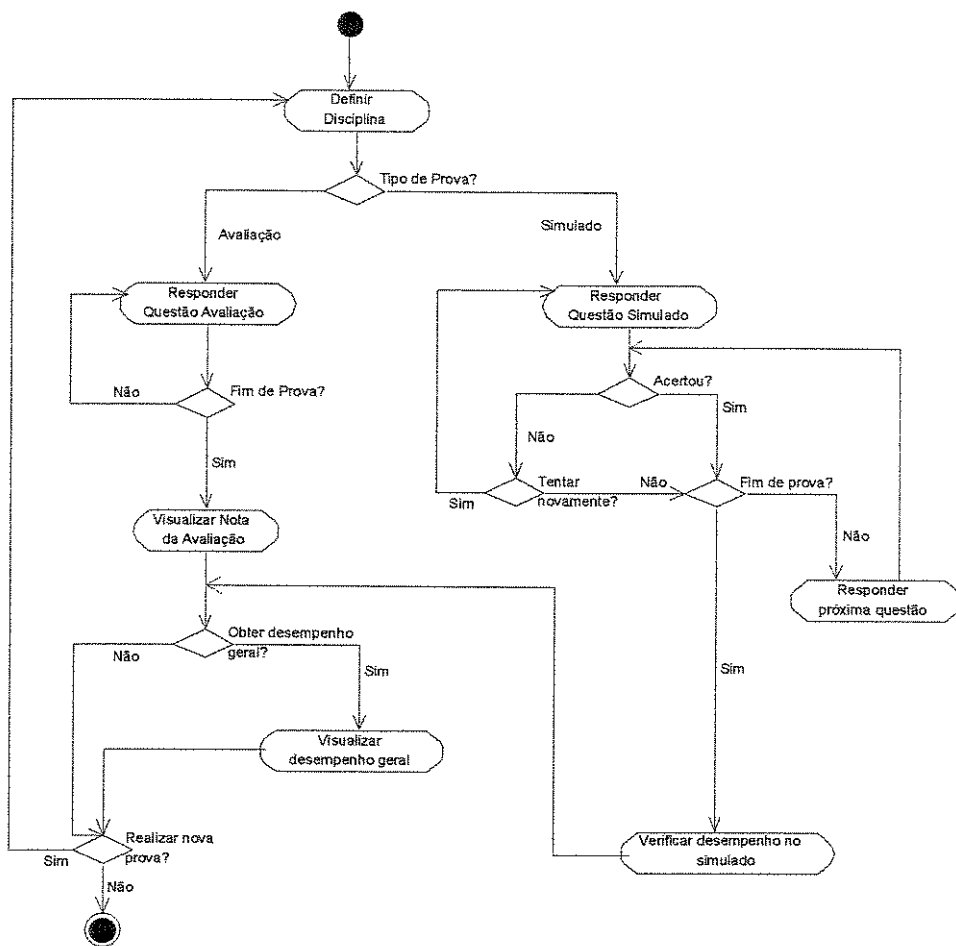 Definir
Disciplina
Tipo de Prova?
Avaliação
Simulado
Responder
Questão Avaliação
Responder
Questão Simulado
Não
Fim de Prova?
Acertou?
Sim
Não
Sim
Sim
Tentar
novamente?
Não
Fim de prova?
Visualizar Nota
da Avaliação
Não
Responder
próxima questão
Obter desempenho
geral?
Não
Sim
Sim
Visualizar
desempenho geral
Realizar nova
prova?
Sim
Verificar desempenho no
simulado
Não